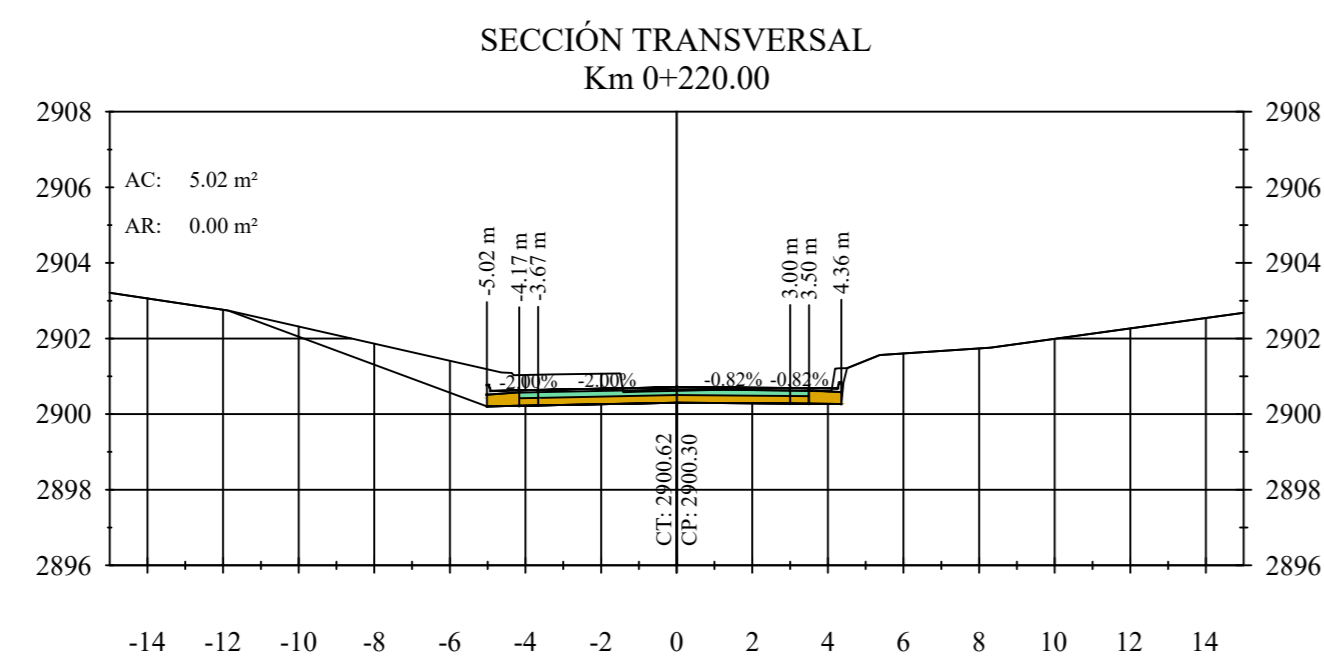 SECCIÓN TRANSVERSAL
Km 0+220.00
2908 2908
AC: 5.02 m²
2906 2906
AR: 0.00 m²
2904 2904
-5.02 m
-4.17 m
-3.67 m
3.00 m
3.50 m
4.36 m
2902 2902
-2.00% -2.00% -0.82% -0.82%
2900 2900
CT: 2900.62
CP: 2900.30
2898 2898
2896 2896
-14 -12 -10 -8 -6 -4 -2 0 2 4 6 8 10 12 14